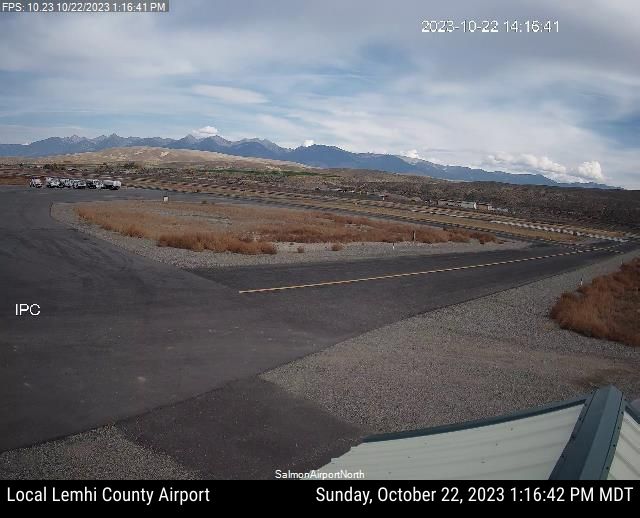 FPS: 10.23 10/22/2023 1:16:41 PM
2023-10-22 14:16:41
IPC
SalmonAirportNorth
Local Lemhi County Airport
Sunday, October 22, 2023 1:16:42 PM MDT